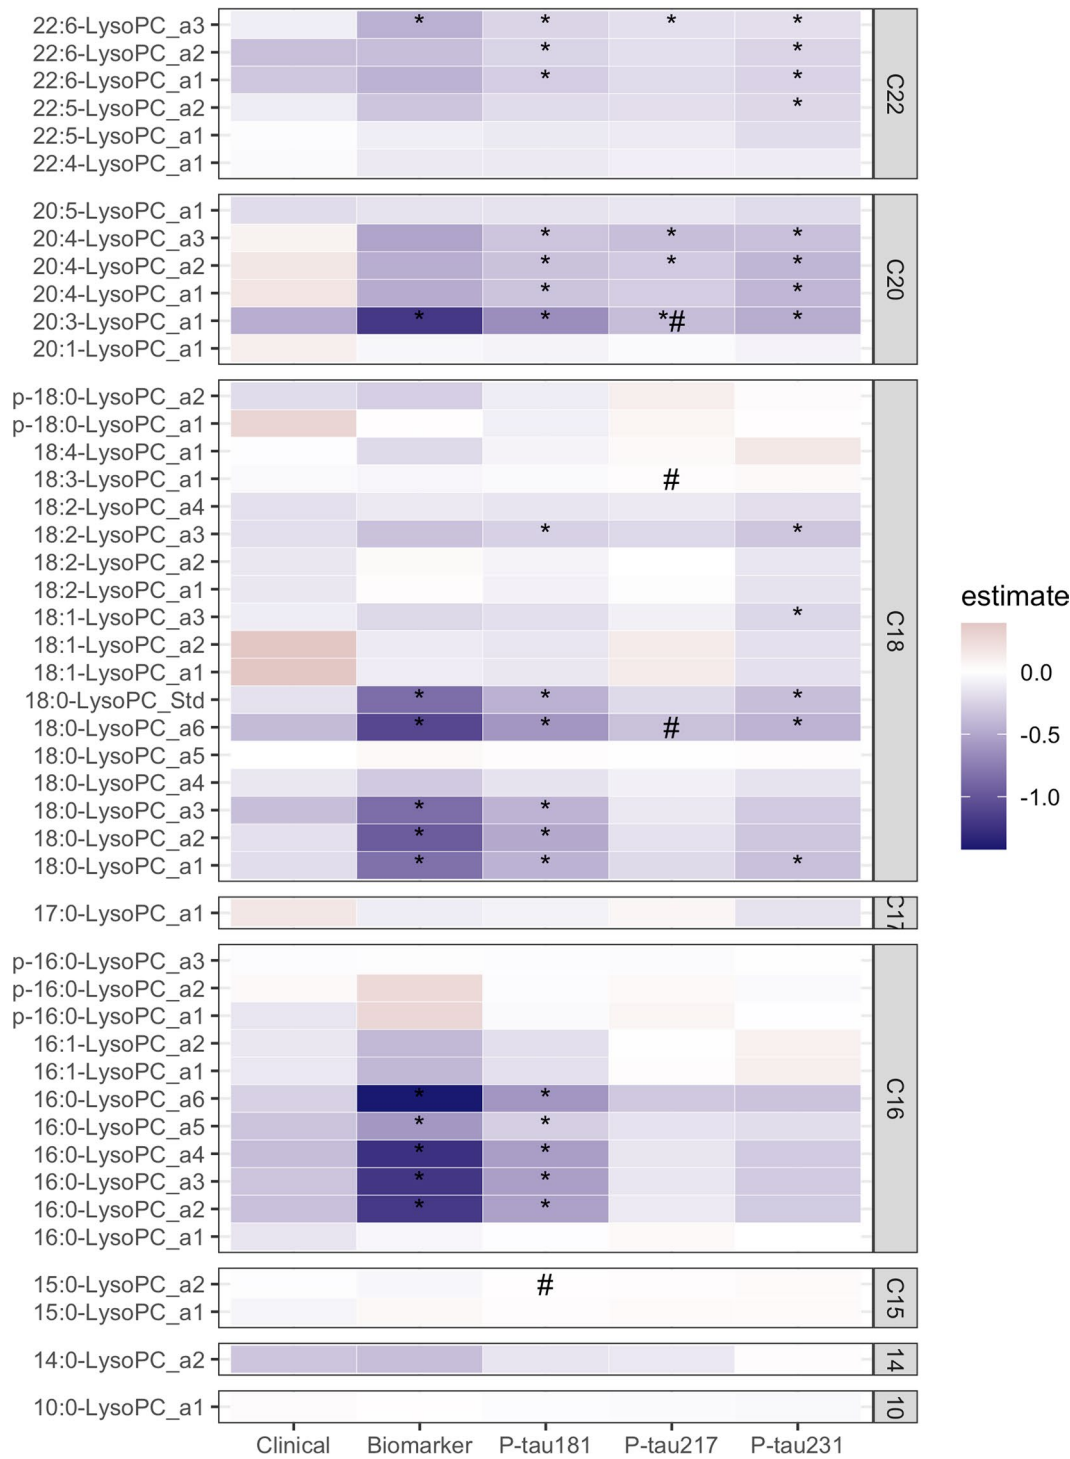 22:6-LysoPC_a3 * * * *
22:6-LysoPC_a2 * *
22:6-LysoPC_a1 * *
22:5-LysoPC_a2 *
22:5-LysoPC_a1
22:4-LysoPC_a1
C22
20:5-LysoPC_a1
20:4-LysoPC_a3 * * *
20:4-LysoPC_a2 * * *
20:4-LysoPC_a1 * *
20:3-LysoPC_a1 * * *# *
20:1-LysoPC_a1
C20
p-18:0-LysoPC_a2
p-18:0-LysoPC_a1
18:4-LysoPC_a1
18:3-LysoPC_a1 #
18:2-LysoPC_a4
18:2-LysoPC_a3 * *
18:2-LysoPC_a2
18:2-LysoPC_a1
18:1-LysoPC_a3 *
18:1-LysoPC_a2
18:1-LysoPC_a1
18:0-LysoPC_Std * * *
18:0-LysoPC_a6 * * # *
18:0-LysoPC_a5
18:0-LysoPC_a4
18:0-LysoPC_a3 * *
18:0-LysoPC_a2 * *
18:0-LysoPC_a1 * * *
C18
17:0-LysoPC_a1
C17
p-16:0-LysoPC_a3
p-16:0-LysoPC_a2
p-16:0-LysoPC_a1
16:1-LysoPC_a2
16:1-LysoPC_a1
16:0-LysoPC_a6 * *
16:0-LysoPC_a5 * *
16:0-LysoPC_a4 * *
16:0-LysoPC_a3 * *
16:0-LysoPC_a2 * *
16:0-LysoPC_a1
C16
15:0-LysoPC_a2 #
15:0-LysoPC_a1
C15
14:0-LysoPC_a2
14
10:0-LysoPC_a1
10
Clinical Biomarker P-tau181 P-tau217 P-tau231
estimate
0.0
-0.5
-1.0